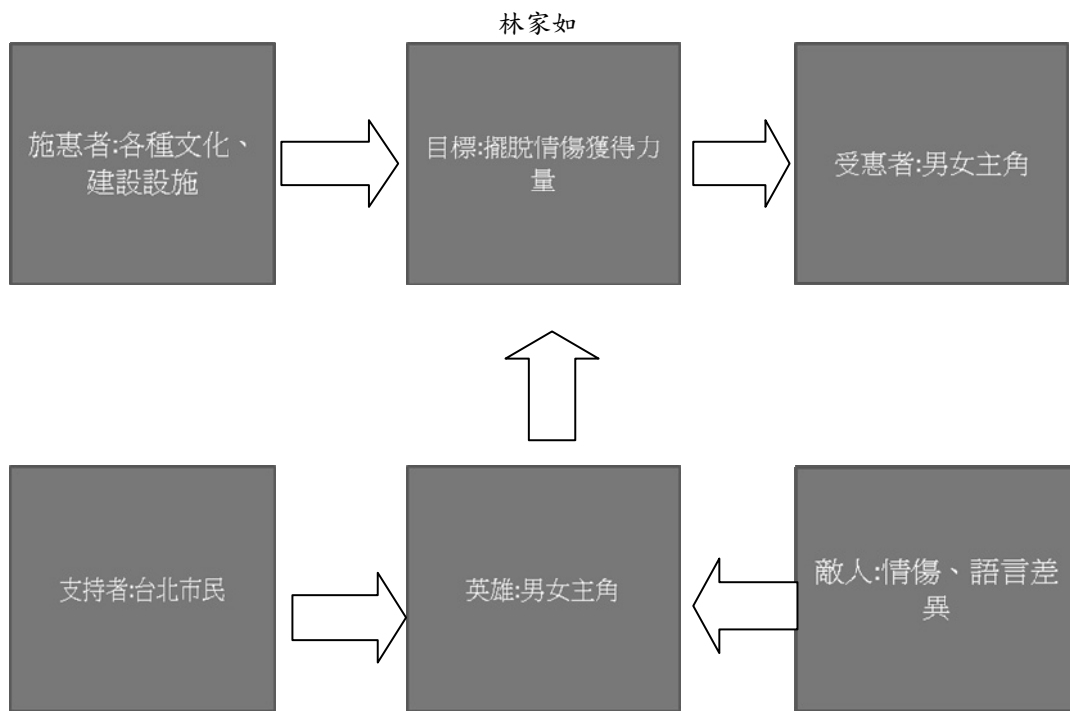 林家如
施惠者:各種文化、
建設設施
目標:擺脫情傷獲得力
量
受惠者:男女主角
支持者:台北市民
英雄:男女主角
敵人:情傷、語言差
異